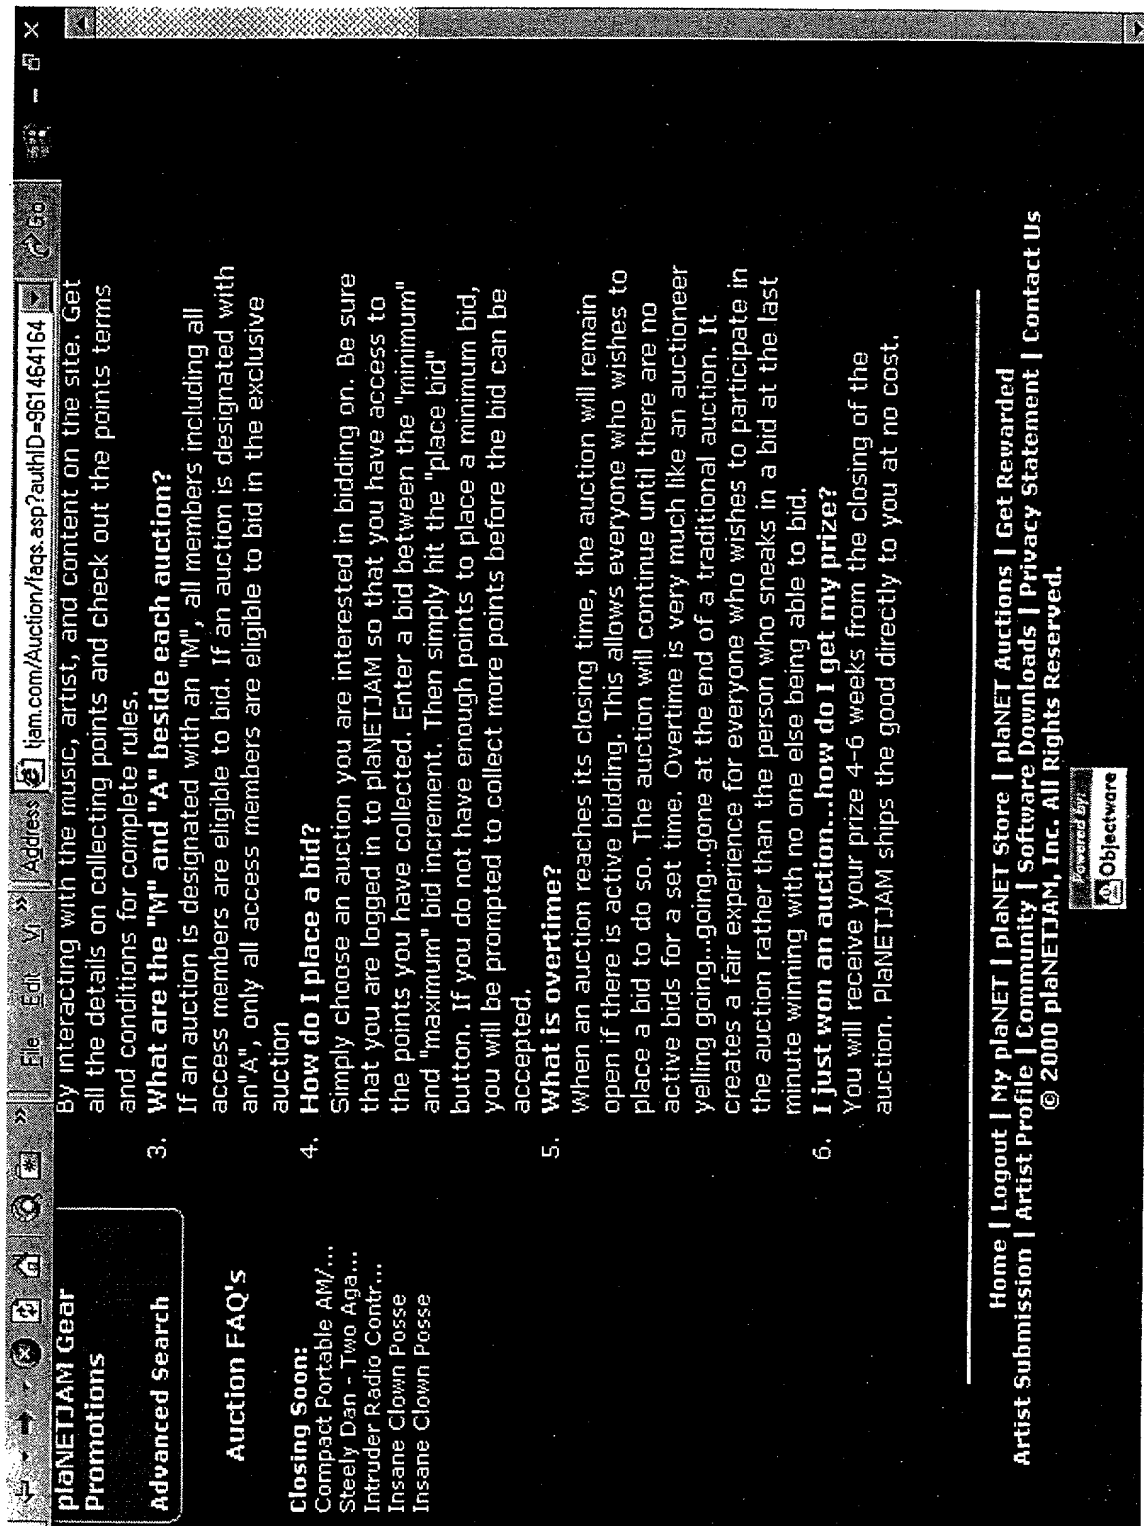 File Edit Vi » Address tjam.com/Auction/faqs.asp?authID=961464164 Go
plaNETJAM Gear
Promotions
Advanced Search
Auction FAQ's
Closing Soon:
Compact Portable AM/...
Steely Dan - Two Aga...
Intruder Radio Contr...
Insane Clown Posse
Insane Clown Posse
By interacting with the music, artist, and content on the site. Get
all the details on collecting points and check out the points terms
and conditions for complete rules.
3. What are the "M" and "A" beside each auction?
If an auction is designated with an "M", all members including all
access members are eligible to bid. If an auction is designated with
an"A", only all access members are eligible to bid in the exclusive
auction
4. How do I place a bid?
Simply choose an auction you are interested in bidding on. Be sure
that you are logged in to plaNETJAM so that you have access to
the points you have collected. Enter a bid between the "minimum"
and "maximum" bid increment. Then simply hit the "place bid"
button. If you do not have enough points to place a minimum bid,
you will be prompted to collect more points before the bid can be
accepted.
5. What is overtime?
When an auction reaches its closing time, the auction will remain
open if there is active bidding. This allows everyone who wishes to
place a bid to do so. The auction will continue until there are no
active bids for a set time. Overtime is very much like an auctioneer
yelling going...going...gone at the end of a traditional auction. It
creates a fair experience for everyone who wishes to participate in
the auction rather than the person who sneaks in a bid at the last
minute winning with no one else being able to bid.
6. I just won an auction...how do I get my prize?
You will receive your prize 4-6 weeks from the closing of the
auction. PlaNETJAM ships the good directly to you at no cost.
Home | Logout | My plaNET | plaNET Store | plaNET Auctions | Get Rewarded
Artist Submission | Artist Profile | Community | Software Downloads | Privacy Statement | Contact Us
© 2000 plaNETJAM, Inc. All Rights Reserved.
Powered by:
Objectware